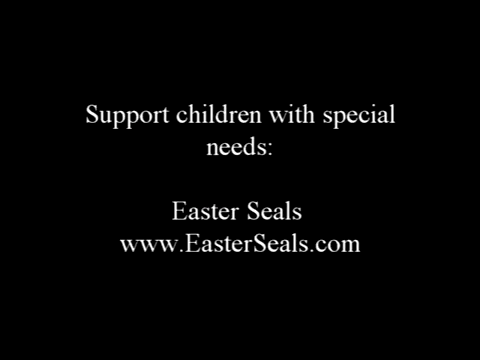 Support children with special
needs:
Easter Seals
www.EasterSeals.com